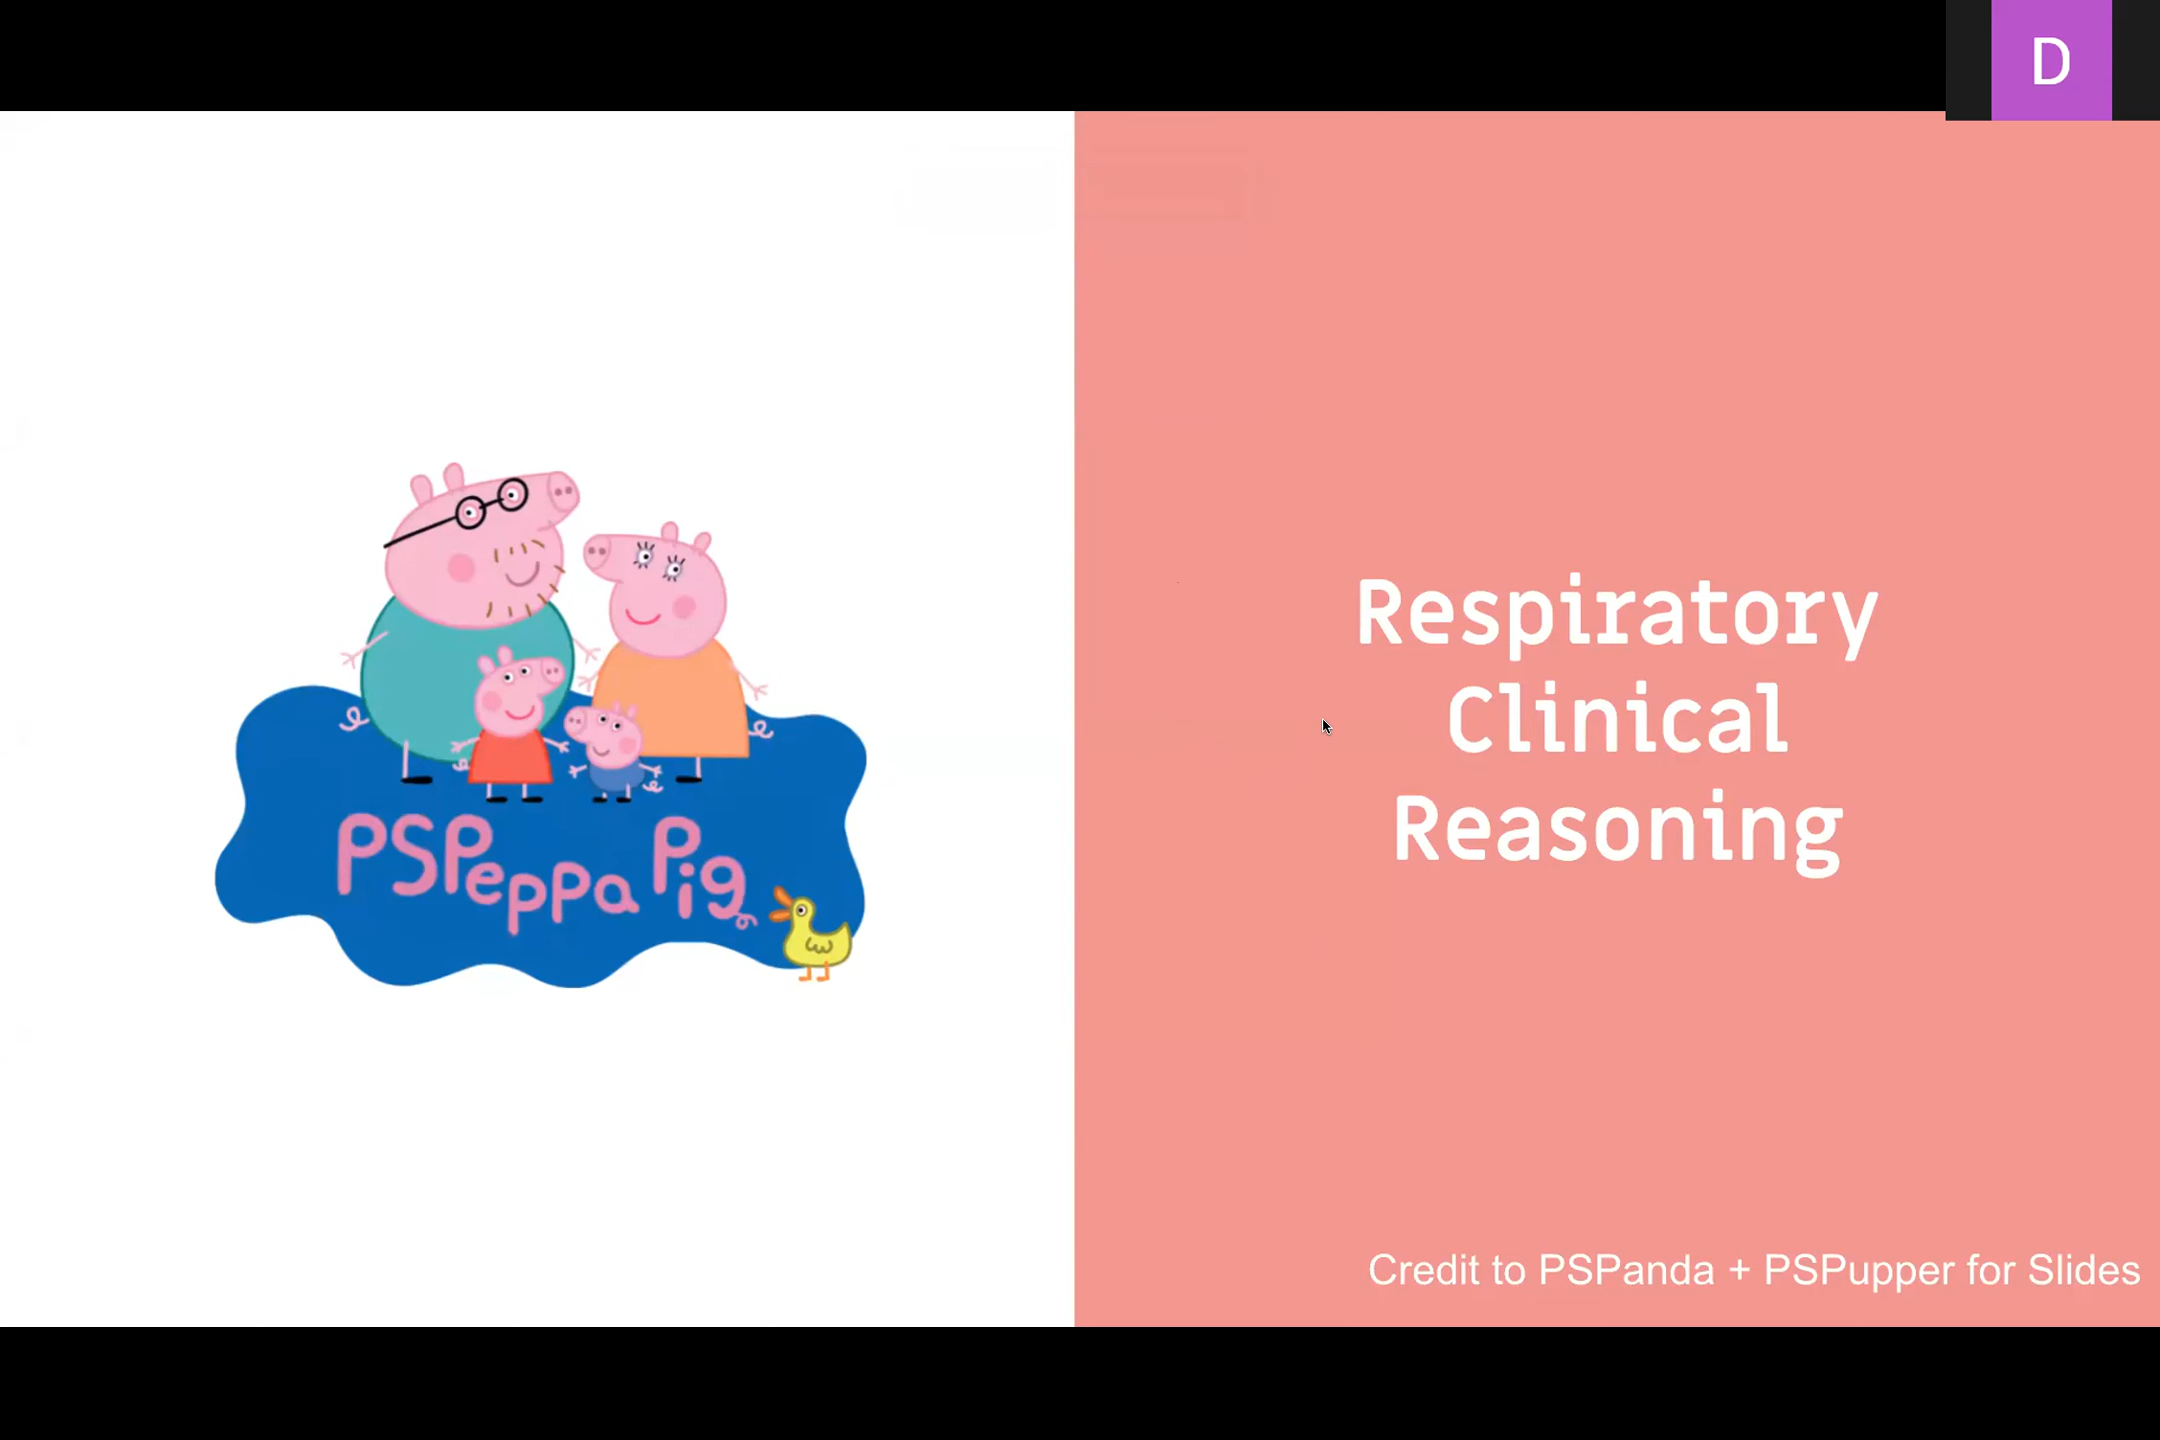 D
PSPeppa Pig
Respiratory
Clinical
Reasoning
Credit to PSPanda + PSPupper for Slides